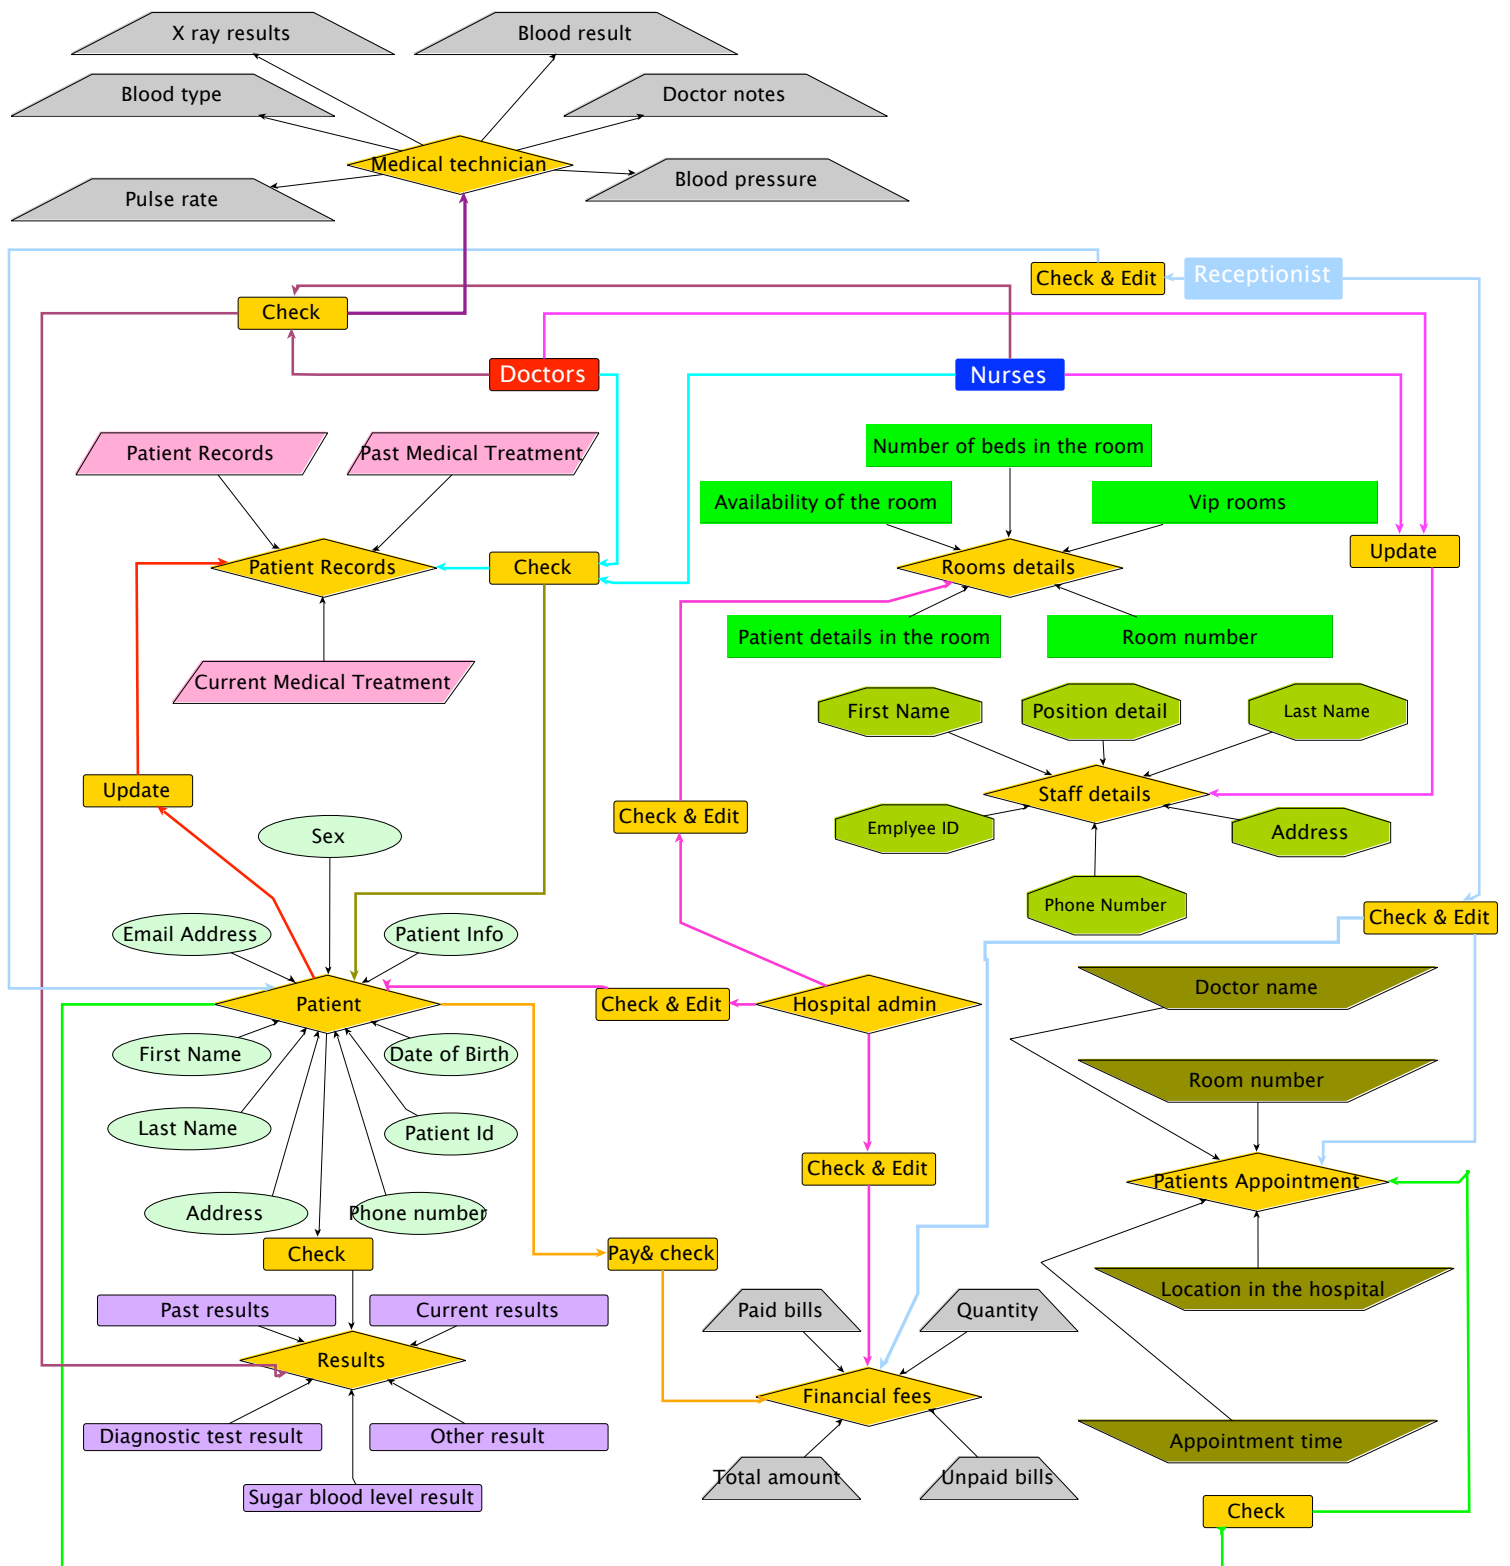 X ray results
Blood result
Blood type
Doctor notes
Medical technician
Blood pressure
Pulse rate
Check & Edit
Receptionist
Check
Doctors
Nurses
Patient Records
Past Medical Treatment
Number of beds in the room
Availability of the room
Vip rooms
Update
Patient Records
Check
Rooms details
Patient details in the room
Room number
Current Medical Treatment
First Name
Position detail
Last Name
Update
Staff details
Check & Edit
Emplyee ID
Address
Sex
Phone Number
Check & Edit
Email Address
Patient Info
Doctor name
Patient
Check & Edit
Hospital admin
First Name
Date of Birth
Room number
Last Name
Patient Id
Check & Edit
Patients Appointment
Address
Phone number
Check
Pay& check
Location in the hospital
Past results
Current results
Paid bills
Quantity
Results
Financial fees
Diagnostic test result
Other result
Appointment time
Total amount
Unpaid bills
Sugar blood level result
Check